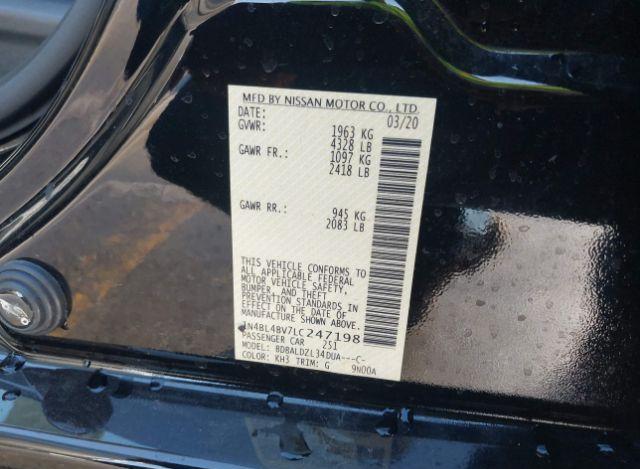 MFD BY NISSAN MOTOR CO., LTD.
DATE: 03/20
GVWR: 1963 KG
4328 LB
GAWR FR.: 1097 KG
2418 LB
GAWR RR.: 945 KG
2083 LB
THIS VEHICLE CONFORMS TO
ALL APPLICABLE FEDERAL
MOTOR VEHICLE SAFETY,
BUMPER, AND THEFT
PREVENTION STANDARDS IN
EFFECT ON THE DATE OF
MANUFACTURE SHOWN ABOVE.
1N4BL4BV7LC247198
PASSENGER CAR 251
MODEL: BDBALDZL34DUA---C-
COLOR: KH3 TRIM: G 9N00A